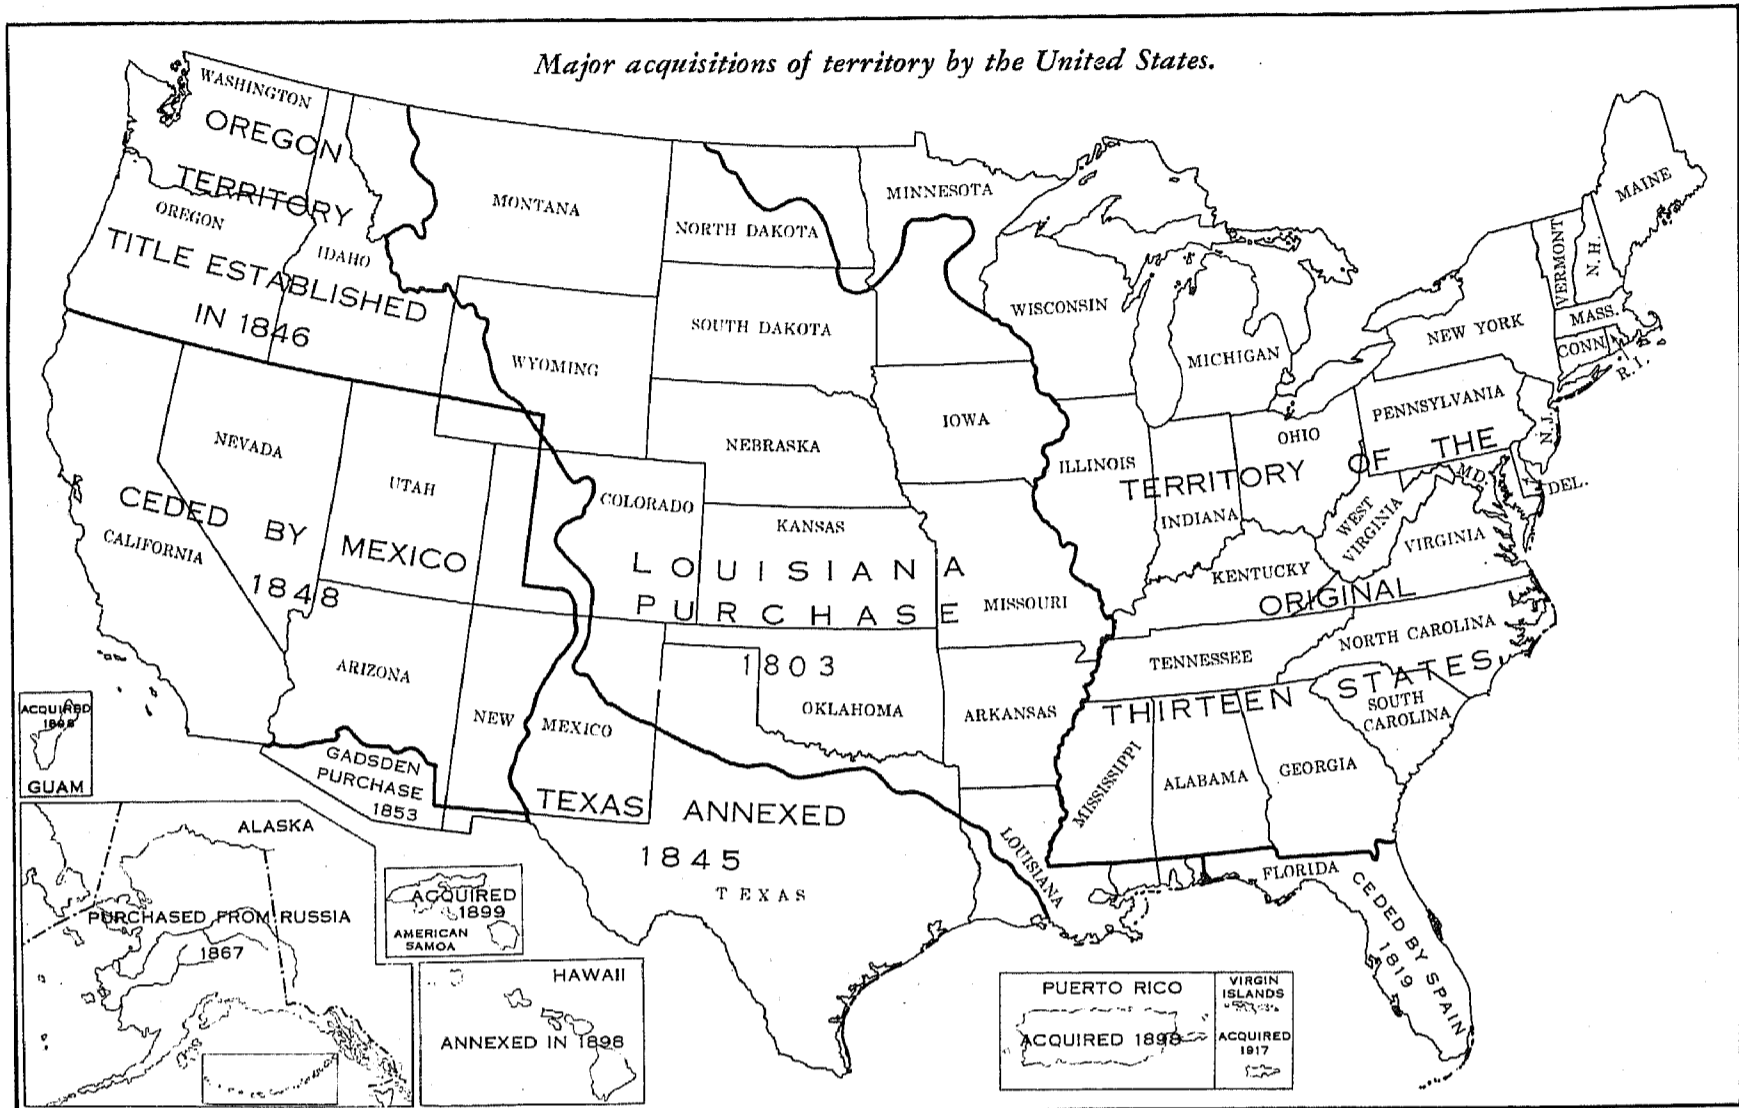 Major acquisitions of territory by the United States.
WASHINGTON
OREGON
TERRITORY
OREGON
IDAHO
TITLE ESTABLISHED
IN 1846
MONTANA
NORTH DAKOTA
MINNESOTA
SOUTH DAKOTA
WYOMING
WISCONSIN
MICHIGAN
MAINE
VERMONT
N. H.
MASS.
CONN.
R. I.
NEW YORK
PENNSYLVANIA
N. J.
DEL.
MD.
NEVADA
UTAH
CALIFORNIA
CEDED BY
MEXICO
1848
COLORADO
NEBRASKA
KANSAS
IOWA
ILLINOIS
INDIANA
OHIO
WEST
VIRGINIA
VIRGINIA
KENTUCKY
TERRITORY OF THE
ORIGINAL
THIRTEEN STATES
LOUISIANA
PURCHASE
1803
MISSOURI
TENNESSEE
NORTH CAROLINA
SOUTH
CAROLINA
ARIZONA
NEW MEXICO
OKLAHOMA
ARKANSAS
MISSISSIPPI
ALABAMA
GEORGIA
GADSDEN
PURCHASE
1853
TEXAS ANNEXED
1845
TEXAS
LOUISIANA
FLORIDA
CEDED BY SPAIN
1819
ACQUIRED
1898
GUAM
ALASKA
PURCHASED FROM RUSSIA
1867
ACQUIRED
1899
AMERICAN
SAMOA
HAWAII
ANNEXED IN 1898
PUERTO RICO
ACQUIRED 1898
VIRGIN
ISLANDS
ACQUIRED
1917